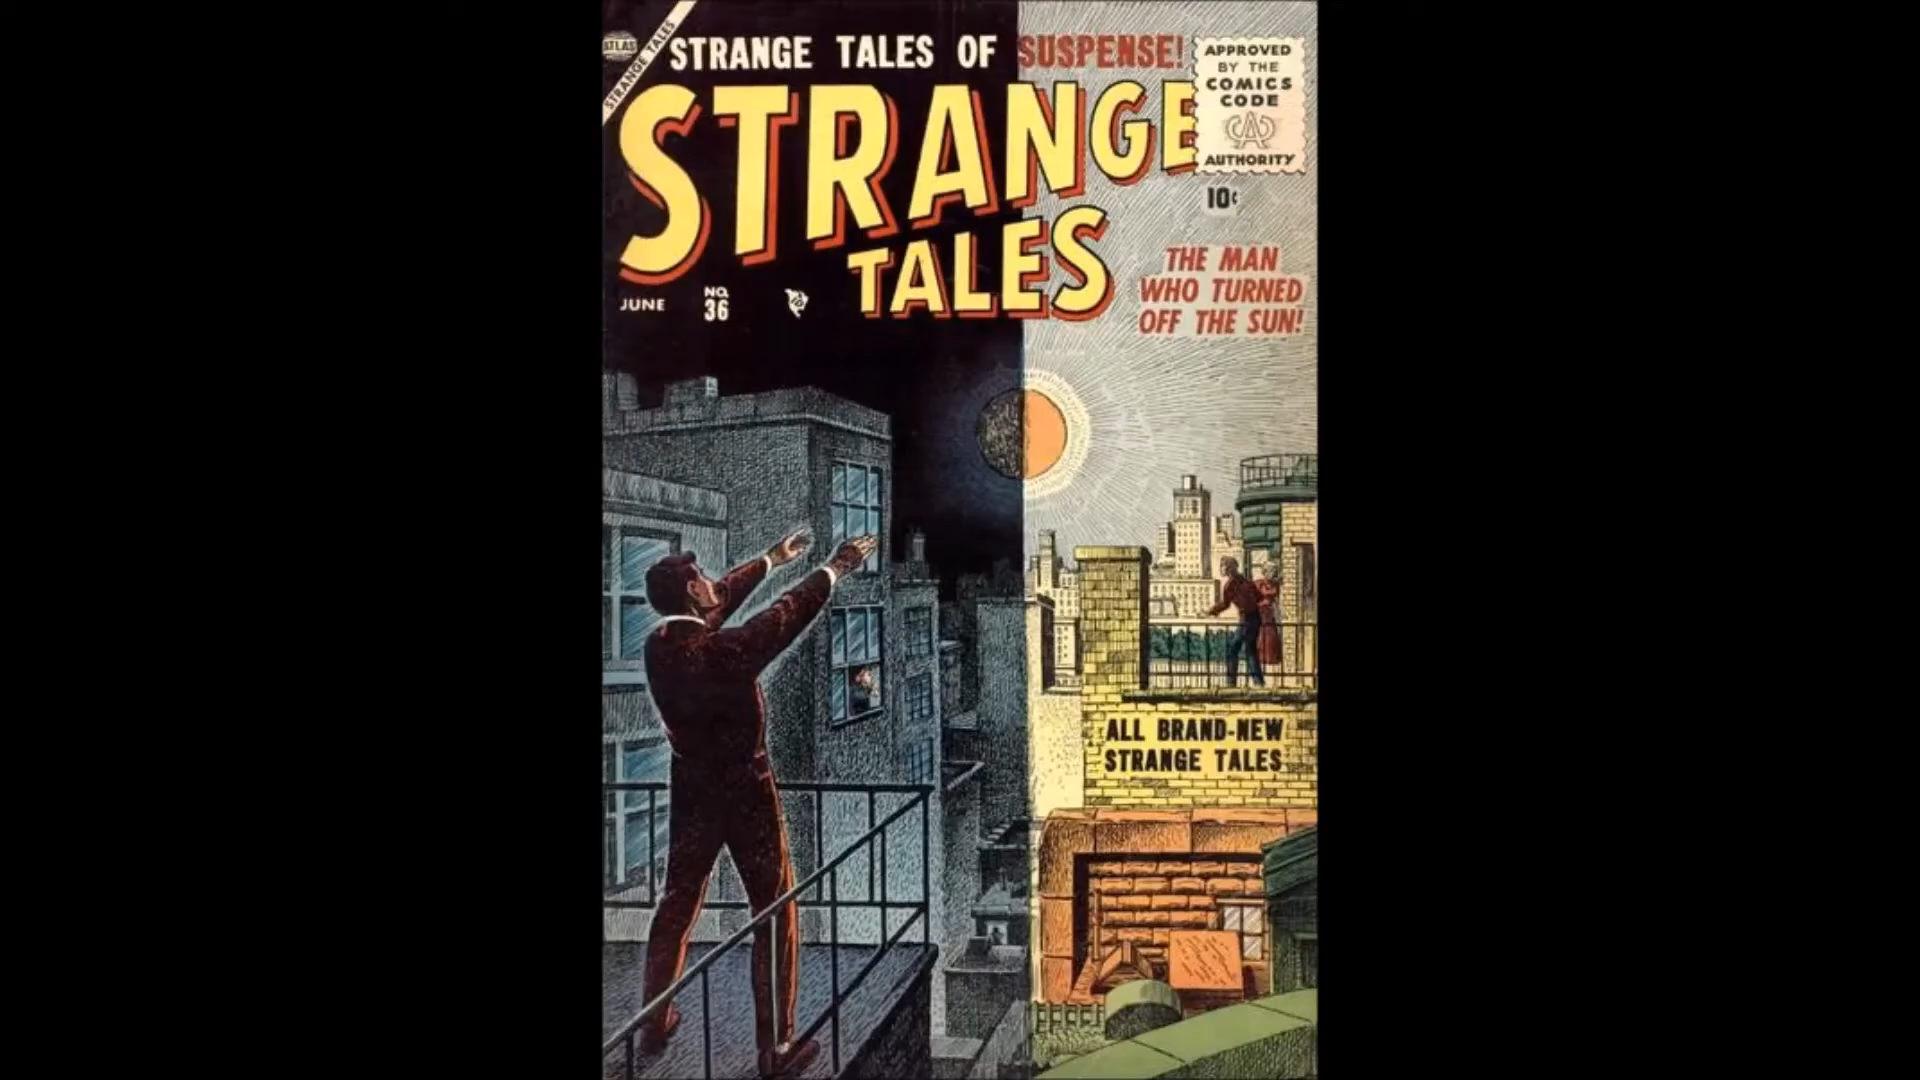 ATLAS
STRANGE TALES
STRANGE TALES OF SUSPENSE!
STRANGE
TALES
APPROVED
BY THE
COMICS
CODE
AUTHORITY
10¢
JUNE
NO.
36
THE MAN
WHO TURNED
OFF THE SUN!
ALL BRAND-NEW
STRANGE TALES